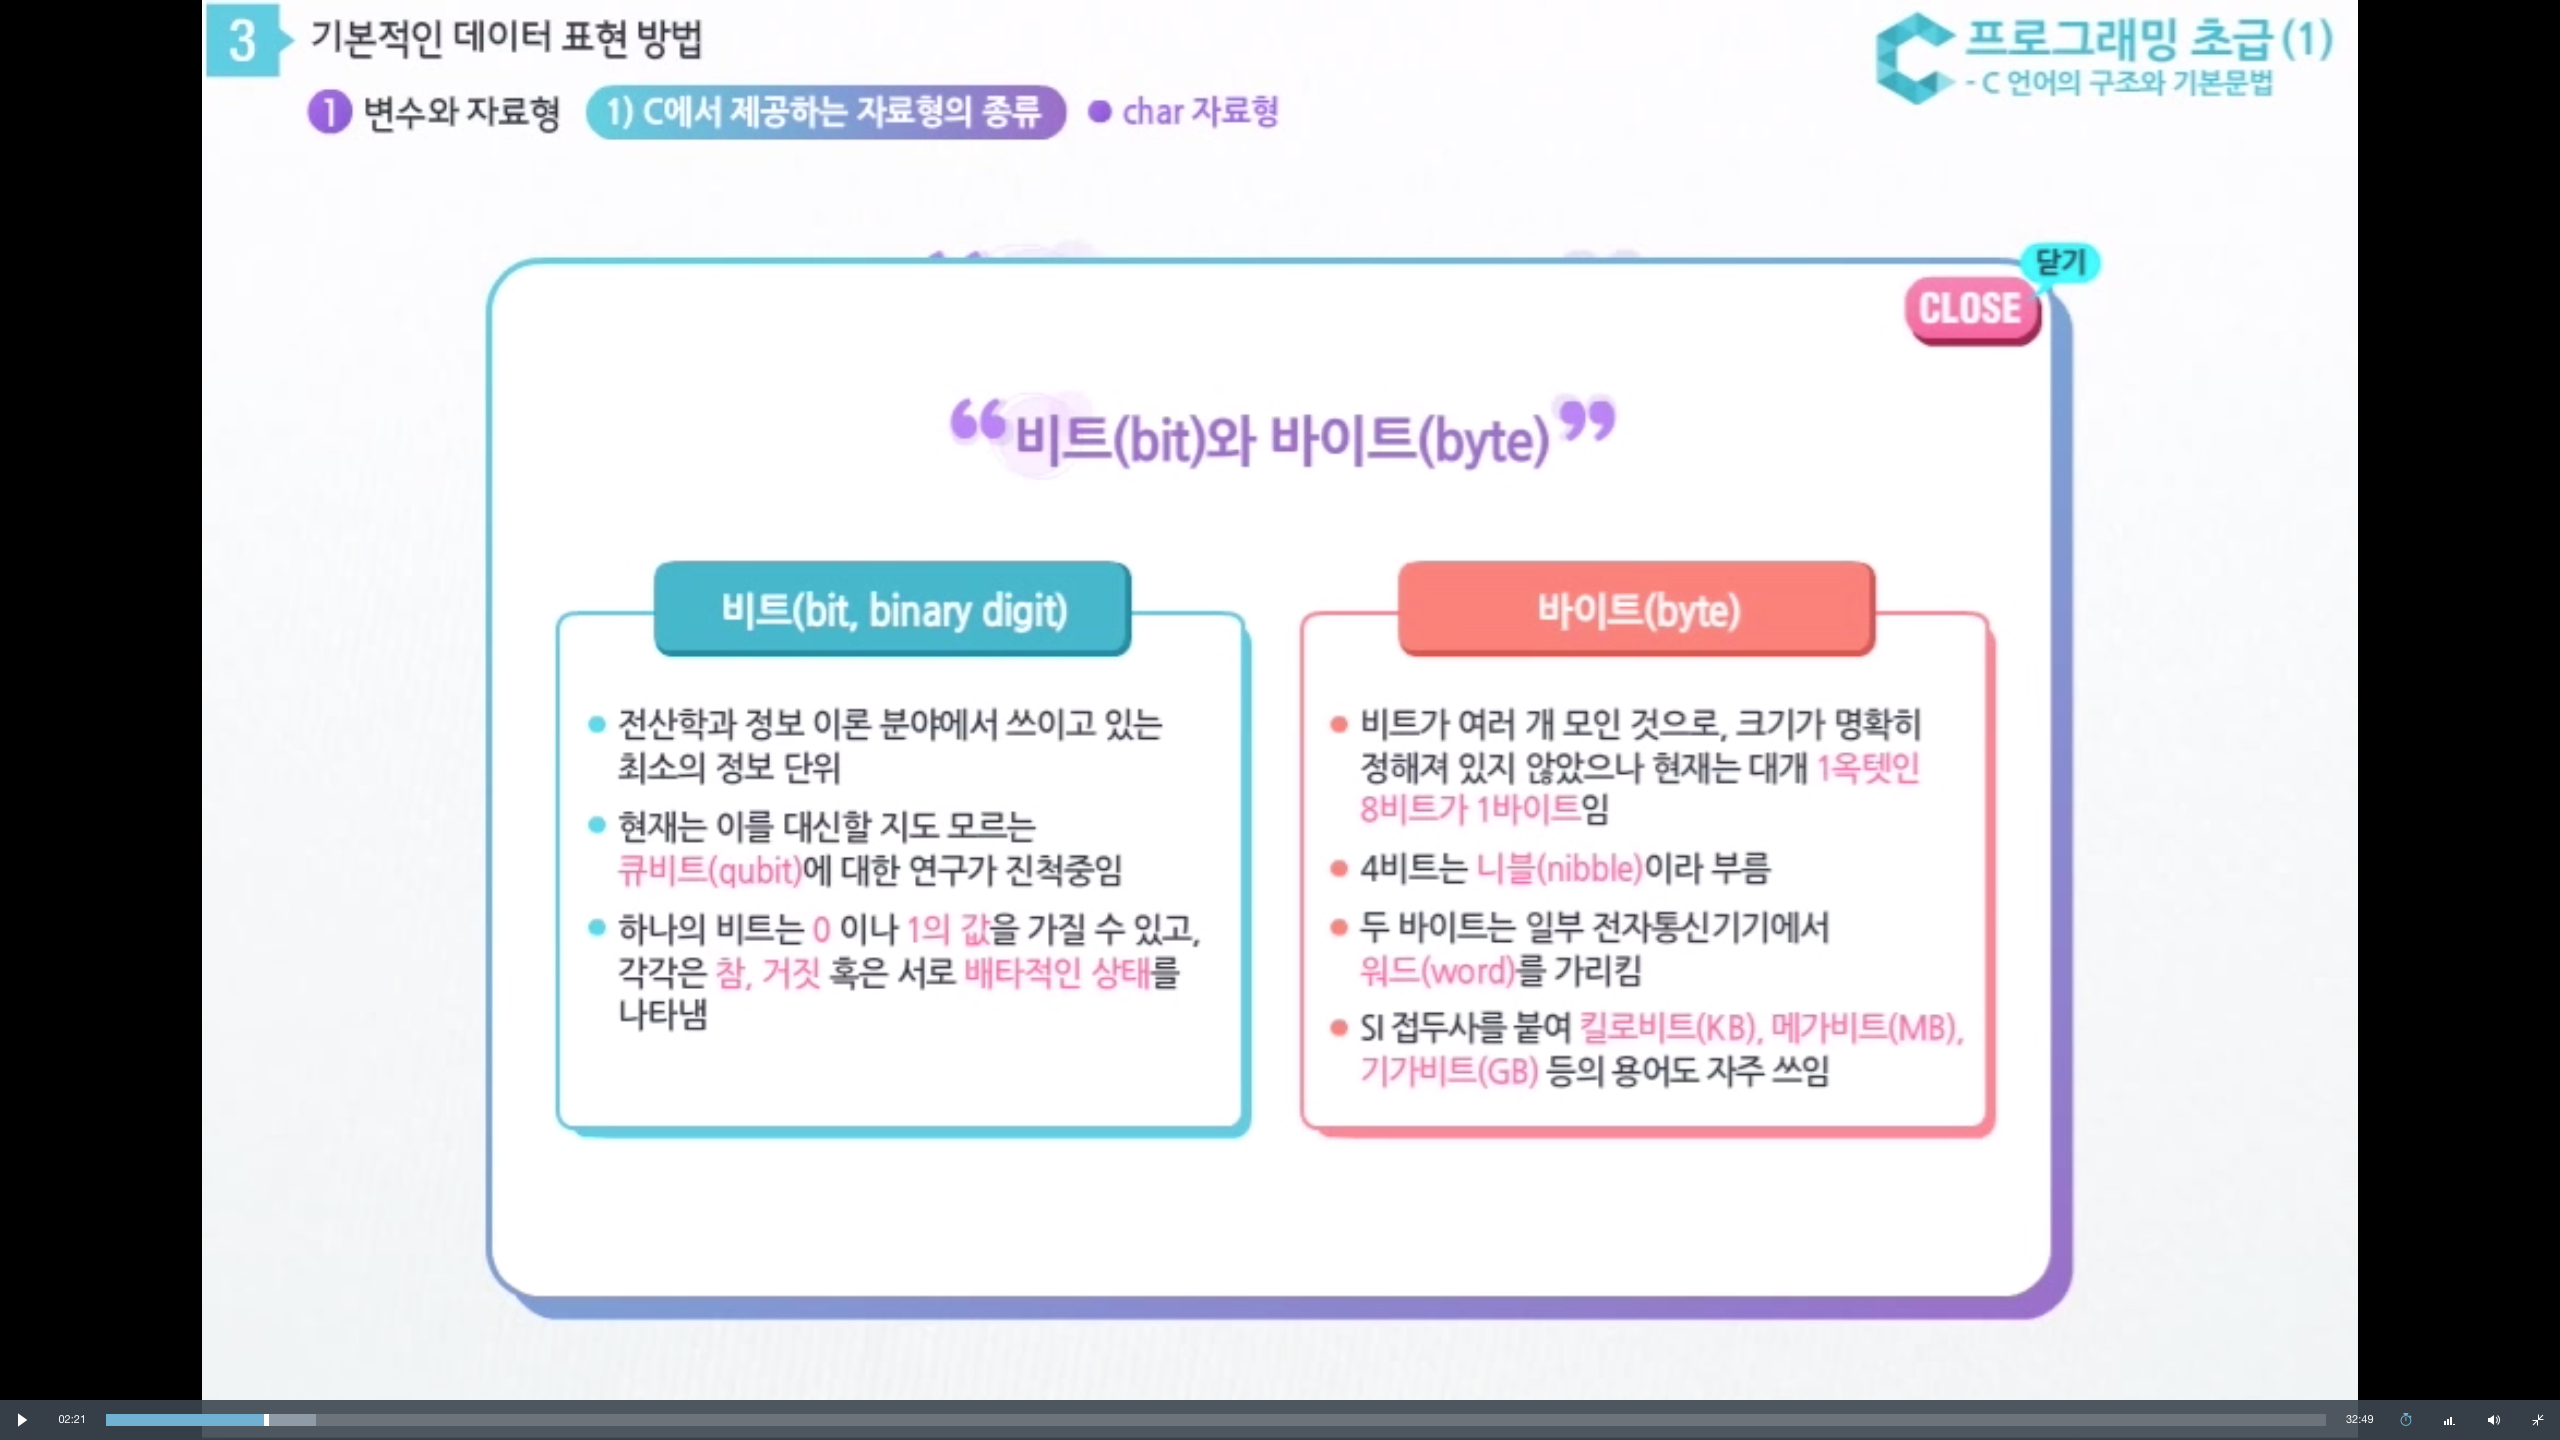 3 기본적인 데이터 표현 방법
프로그래밍 초급(1)
- C 언어의 구조와 기본문법
1 변수와 자료형 1) C에서 제공하는 자료형의 종류 ● char 자료형
닫기
CLOSE
“비트(bit)와 바이트(byte)”
비트(bit, binary digit)
● 전산학과 정보 이론 분야에서 쓰이고 있는
최소의 정보 단위
● 현재는 이를 대신할 지도 모르는
큐비트(qubit)에 대한 연구가 진척중임
● 하나의 비트는 0 이나 1의 값을 가질 수 있고,
각각은 참, 거짓 혹은 서로 배타적인 상태를
나타냄
바이트(byte)
● 비트가 여러 개 모인 것으로, 크기가 명확히
정해져 있지 않았으나 현재는 대개 1옥텟인
8비트가 1바이트임
● 4비트는 니블(nibble)이라 부름
● 두 바이트는 일부 전자통신기기에서
워드(word)를 가리킴
● SI 접두사를 붙여 킬로비트(KB), 메가비트(MB),
기가비트(GB) 등의 용어도 자주 쓰임
02:21
32:49